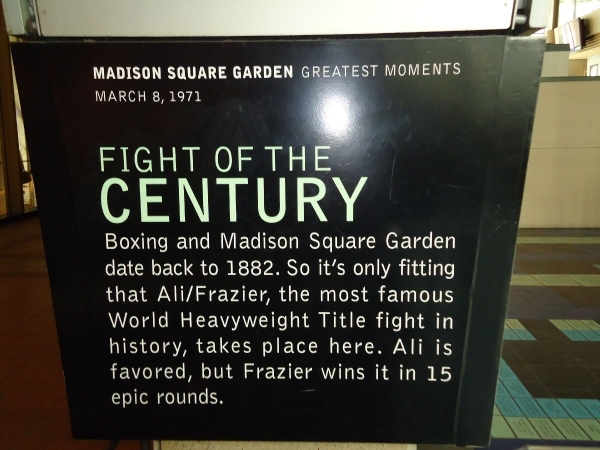 MADISON SQUARE GARDEN GREATEST MOMENTS
MARCH 8, 1971
FIGHT OF THE
CENTURY
Boxing and Madison Square Garden
date back to 1882. So it's only fitting
that Ali/Frazier, the most famous
World Heavyweight Title fight in
history, takes place here. Ali is
favored, but Frazier wins it in 15
epic rounds.